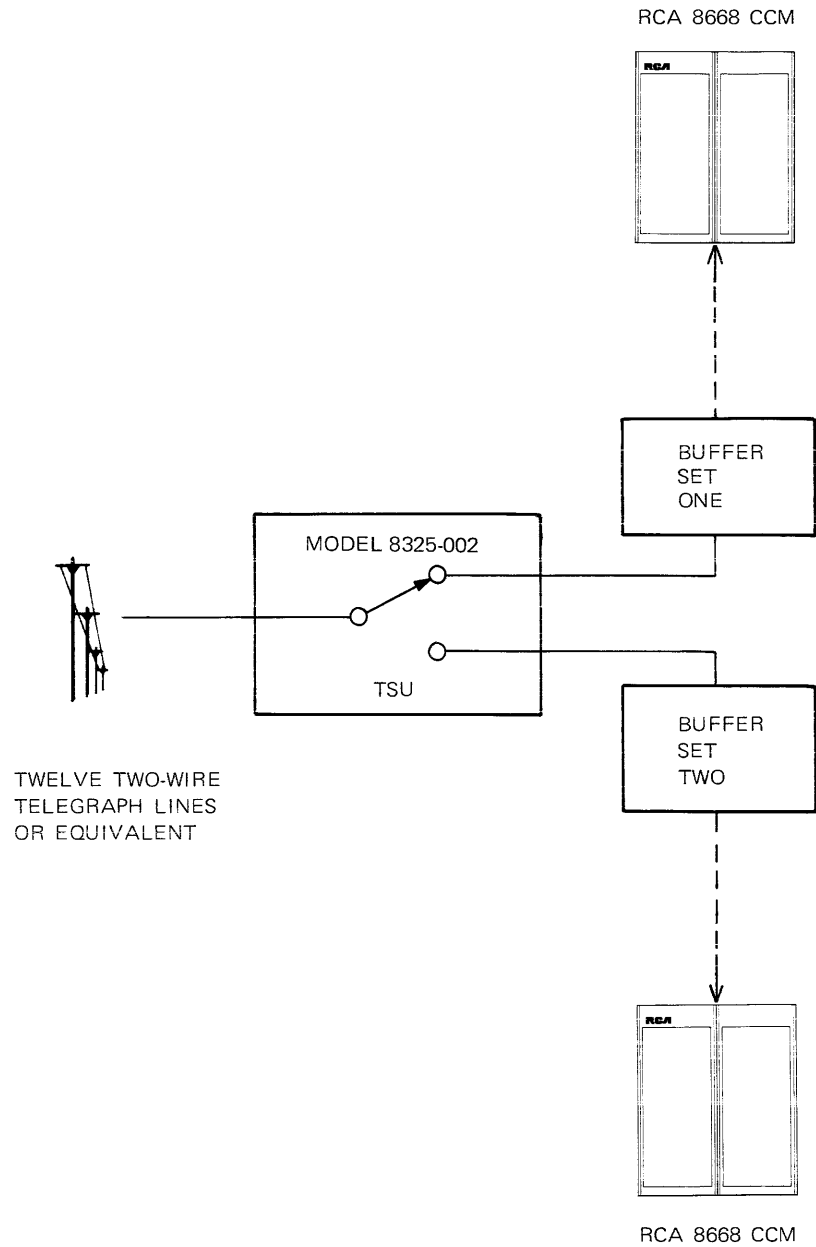 RCA 8668 CCM
RCA
BUFFER
SET
ONE
MODEL 8325-002
TSU
TWELVE TWO-WIRE
TELEGRAPH LINES
OR EQUIVALENT
BUFFER
SET
TWO
RCA
RCA 8668 CCM